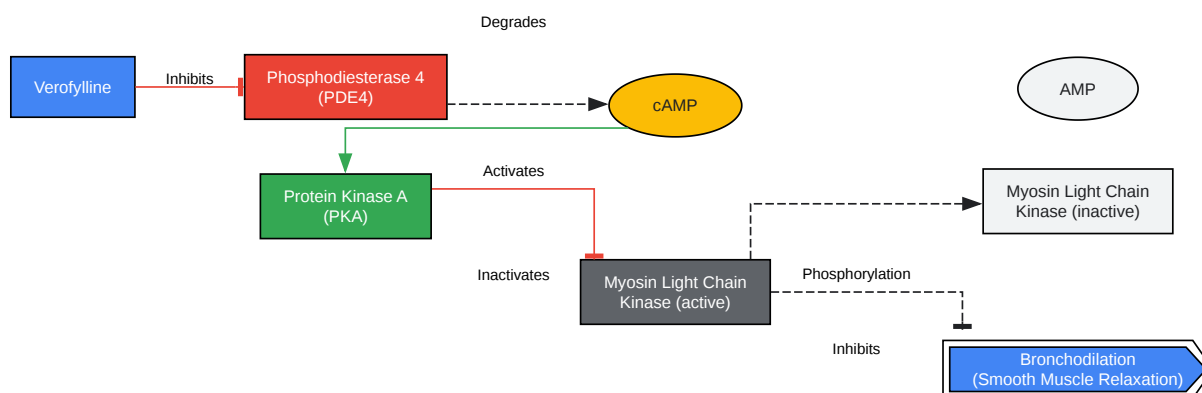 Degrades
Verofylline
Inhibits
Phosphodiesterase 4
(PDE4)
cAMP
AMP
Protein Kinase A
(PKA)
Activates
Myosin Light Chain
Kinase (inactive)
Inactivates
Myosin Light Chain
Kinase (active)
Phosphorylation
Inhibits
Bronchodilation
(Smooth Muscle Relaxation)